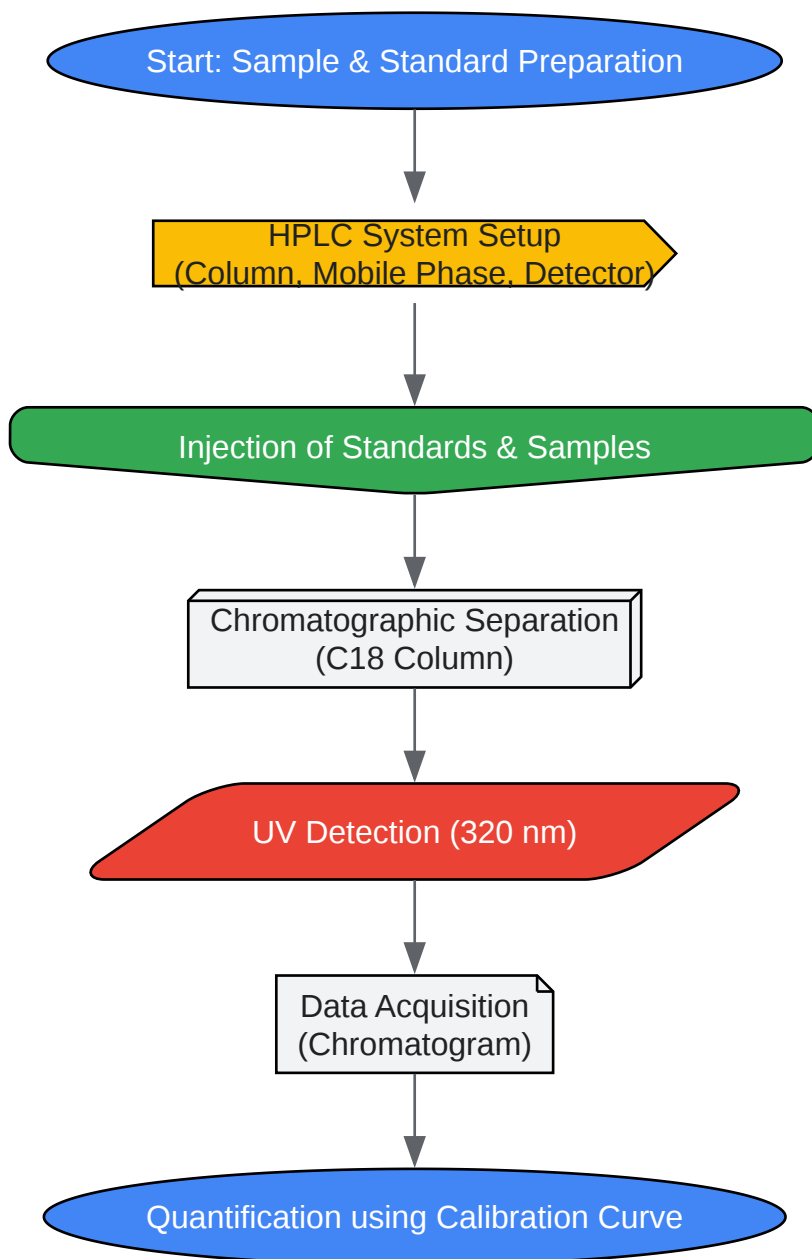 Start: Sample & Standard Preparation
HPLC System Setup
(Column, Mobile Phase, Detector)
Injection of Standards & Samples
Chromatographic Separation
(C18 Column)
UV Detection (320 nm)
Data Acquisition
(Chromatogram)
Quantification using Calibration Curve